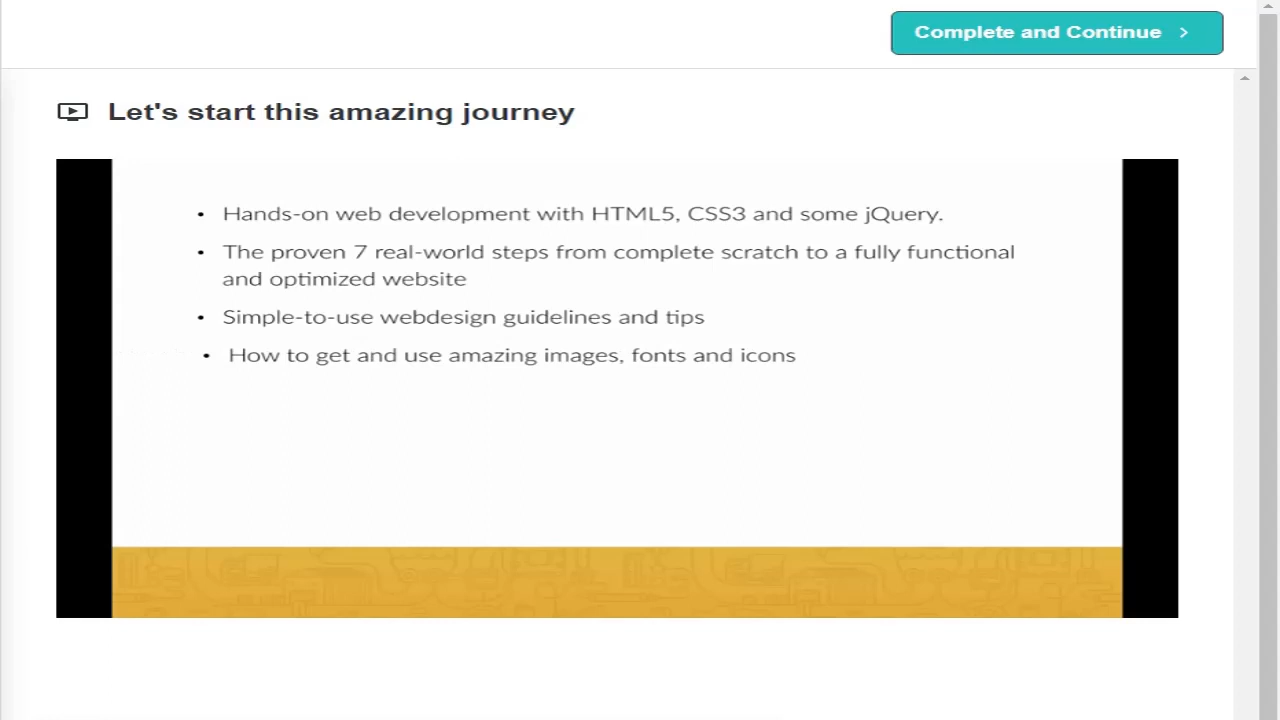 Complete and Continue
Let's start this amazing journey
• Hands-on web development with HTML5, CSS3 and some jQuery.
• The proven 7 real-world steps from complete scratch to a fully functional
and optimized website
• Simple-to-use webdesign guidelines and tips
• How to get and use amazing images, fonts and icons